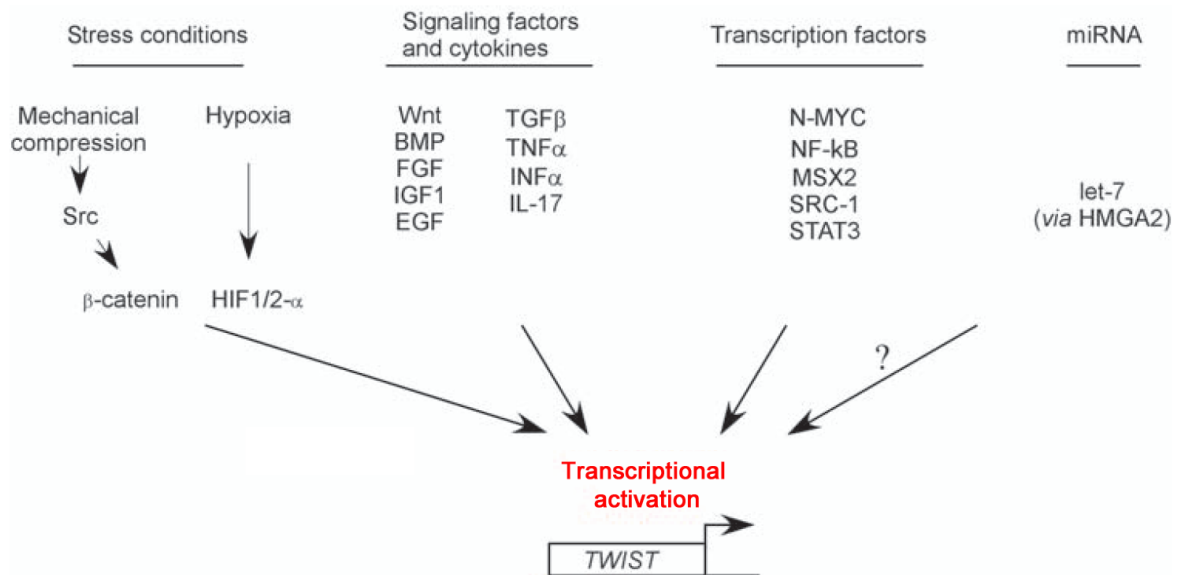 Stress conditions
Signaling factors
and cytokines
Transcription factors
miRNA
Mechanical
compression
Src
β-catenin
Hypoxia
HIF1/2-α
Wnt
BMP
FGF
IGF1
EGF
TGFβ
TNFα
INFα
IL-17
N-MYC
NF-kB
MSX2
SRC-1
STAT3
let-7
(via HMGA2)
?
Transcriptional
activation
TWIST